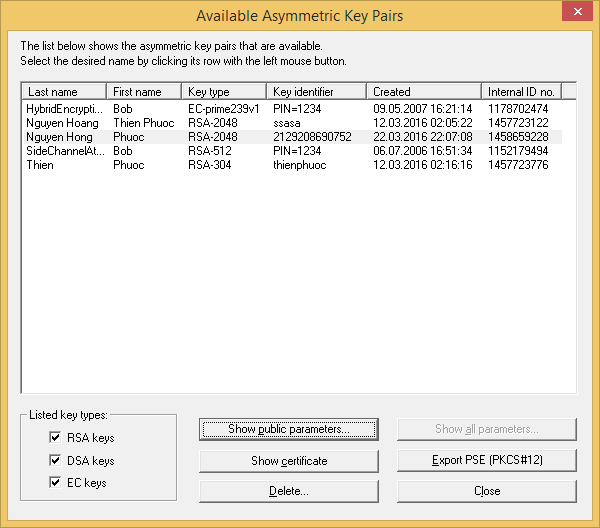 Available Asymmetric Key Pairs
The list below shows the asymmetric key pairs that are available.
Select the desired name by clicking its row with the left mouse button.
Last name First name Key type Key identifier Created Internal ID no.
HybridEncrypti... Bob EC-prime239v1 PIN=1234 09.05.2007 16:21:14 1178702474
Nguyen Hoang Thien Phuoc RSA-2048 ssasa 12.03.2016 02:05:22 1457723122
Nguyen Hong Phuoc RSA-2048 2129208690752 22.03.2016 22:07:08 1458659228
SideChannelAt... Bob RSA-512 PIN=1234 06.07.2006 16:51:34 1152179494
Thien Phuoc RSA-304 thienphuoc 12.03.2016 02:16:16 1457723776
Listed key types:
RSA keys
DSA keys
EC keys
Show public parameters...
Show all parameters...
Show certificate
Export PSE (PKCS#12)
Delete...
Close